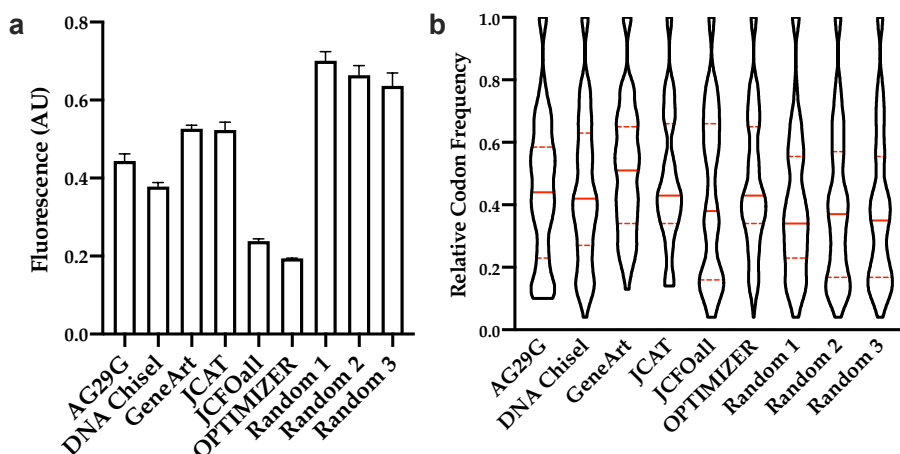 a
Fluorescence (AU)
0.8
0.6
0.4
0.2
0.0
AG29G
DNA Chisel
GeneArt
JCAT
JCFOall
OPTIMIZER
Random 1
Random 2
Random 3
b
Relative Codon Frequency
1.0
0.8
0.6
0.4
0.2
0.0
AG29G
DNA Chisel
GeneArt
JCAT
JCFOall
OPTIMIZER
Random 1
Random 2
Random 3